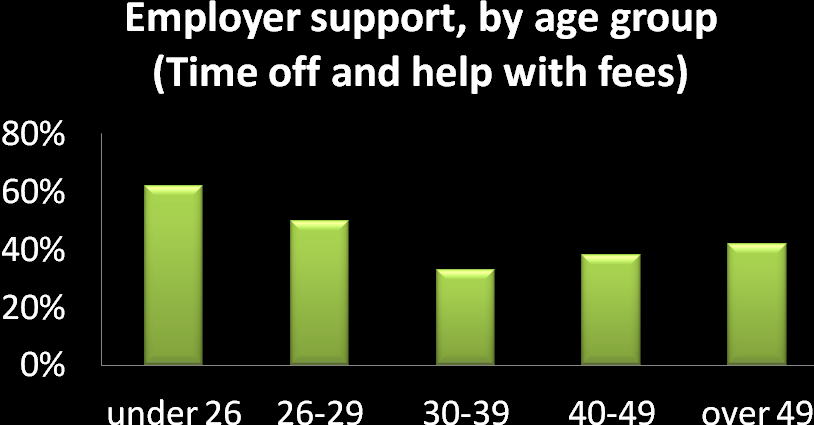 Employer support, by age group
(Time off and help with fees)
80%
60%
40%
20%
0%
under 26 26-29 30-39 40-49 over 49